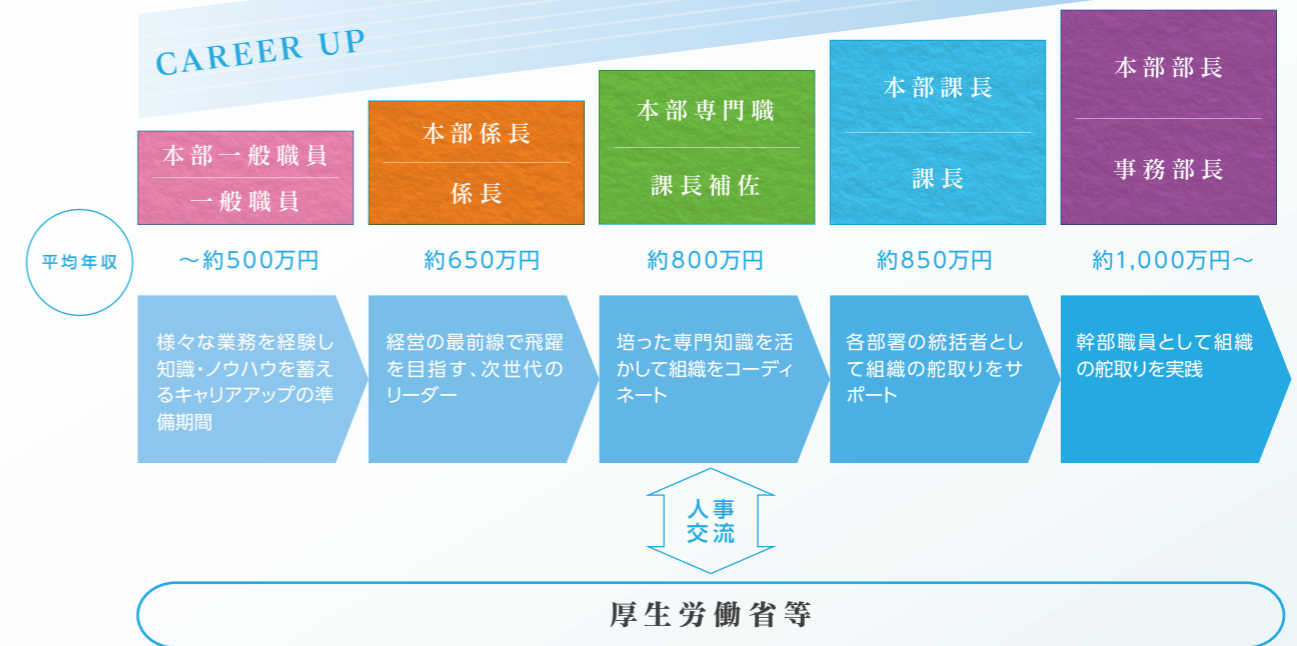 CAREER UP
本部一般職員
一般職員
本部係長
係長
本部専門職
課長補佐
本部課長
課長
本部部長
事務部長
平均年収
～約500万円
約650万円
約800万円
約850万円
約1,000万円～
様々な業務を経験し
知識・ノウハウを蓄え
るキャリアアップの準
備期間
経営の最前線で飛躍
を目指す、次世代の
リーダー
培った専門知識を活
かして組織をコーディ
ネート
各部署の統括者とし
て組織の舵取りをサ
ポート
幹部職員として組織
の舵取りを実践
人事
交流
厚生労働省等